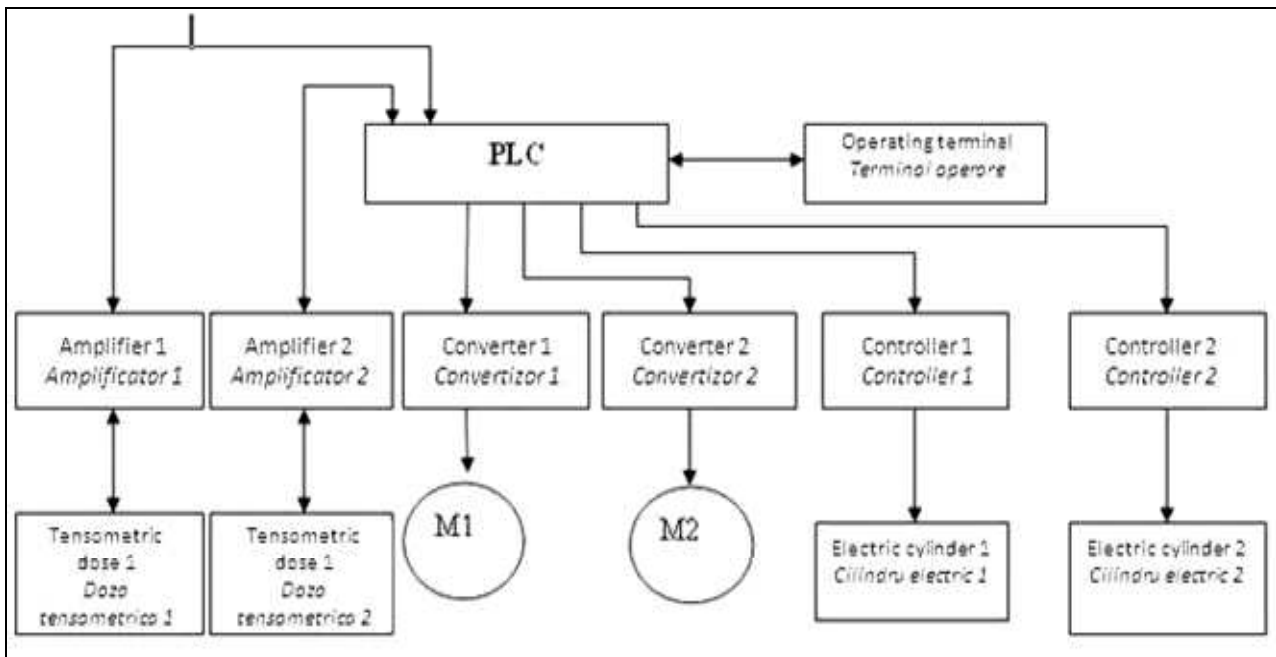 PLC
Operating terminal
Terminal operare
Amplifier 1
Amplificator 1
Amplifier 2
Amplificator 2
Converter 1
Convertizor 1
Converter 2
Convertizor 2
Controller 1
Controller 1
Controller 2
Controller 2
Tensometric
dose 1
Doza
tensometrica 1
Tensometric
dose 1
Doza
tensometrica 2
M1
M2
Electric cylinder 1
Cilindru electric 1
Electric cylinder 2
Cilindru electric 2